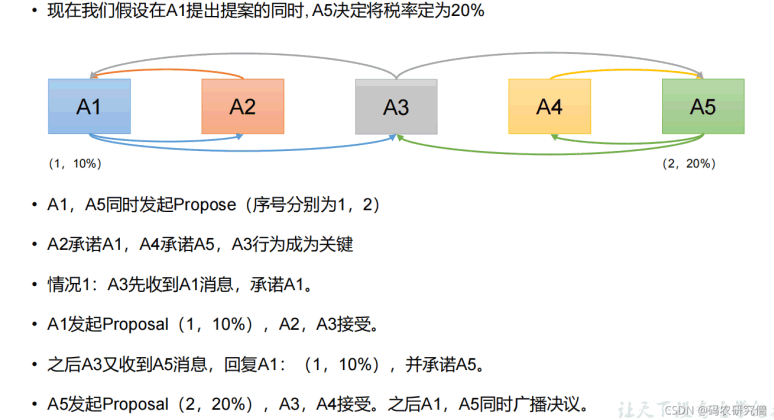 • 现在我们假设在A1提出提案的同时, A5决定将税率定为20%
A1 A2 A3 A4 A5
(1, 10%) (2, 20%)
• A1, A5同时发起Propose(序号分别为1, 2)
• A2承诺A1, A4承诺A5, A3行为成为关键
• 情况1: A3先收到A1消息, 承诺A1。
• A1发起Proposal(1, 10%), A2, A3接受。
• 之后A3又收到A5消息, 回复A1: (1, 10%), 并承诺A5。
• A5发起Proposal(2, 20%), A3, A4接受。之后A1, A5同时广播决议。
让天下
CSDN @码农研究僧